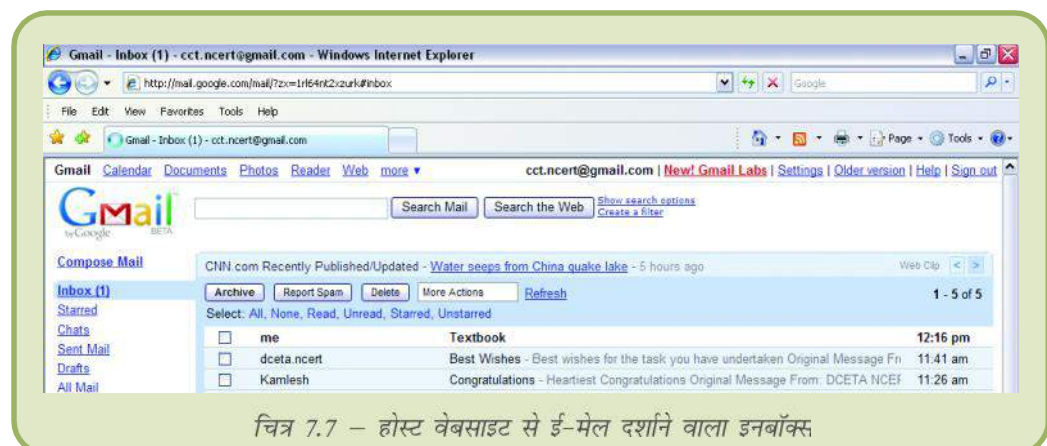 Gmail - Inbox (1) - cct.ncert@gmail.com - Windows Internet Explorer
http://mail.google.com/mail/?zx=1rl64nt2xzurk#inbox Google
File Edit View Favorites Tools Help
Gmail - Inbox (1) - cct.ncert@gmail.com Page Tools
Gmail Calendar Documents Photos Reader Web more cct.ncert@gmail.com | New! Gmail Labs | Settings | Older version | Help | Sign out
Gmail by Google BETA Search Mail Search the Web Show search options
Create a filter
Compose Mail CNN.com Recently Published/Updated - Water seeps from China quake lake - 5 hours ago Web Clip < >
Inbox (1) Archive Report Spam Delete More Actions Refresh 1 - 5 of 5
Starred Select: All, None, Read, Unread, Starred, Unstarred
Chats me Textbook 12:16 pm
Sent Mail dceta.ncert Best Wishes - Best wishes for the task you have undertaken Original Message Fr 11:41 am
Drafts Kamlesh Congratulations - Heartiest Congratulations Original Message From: DCETA NCEF 11:26 am
All Mail
चित्र 7.7 – होस्ट वेबसाइट से ई-मेल दर्शाने वाला इनबॉक्स